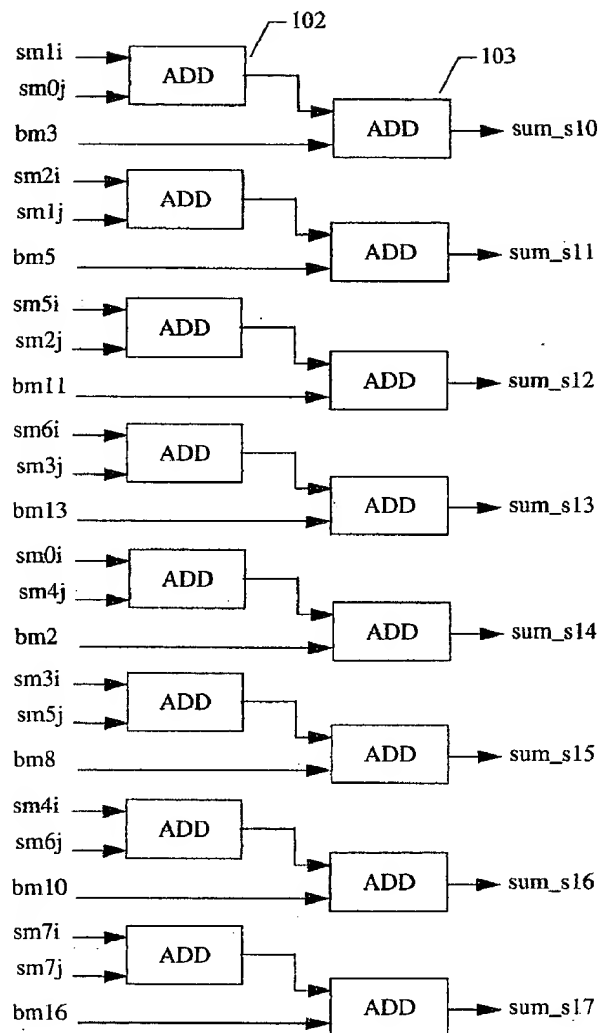 102
sm1i
ADD
103
sm0j
ADD
sum_s10
bm3
sm2i
ADD
sm1j
ADD
sum_s11
bm5
sm5i
ADD
sm2j
ADD
sum_s12
bm11
sm6i
ADD
sm3j
ADD
sum_s13
bm13
sm0i
ADD
sm4j
ADD
sum_s14
bm2
sm3i
ADD
sm5j
ADD
sum_s15
bm8
sm4i
ADD
sm6j
ADD
sum_s16
bm10
sm7i
ADD
sm7j
ADD
sum_s17
bm16